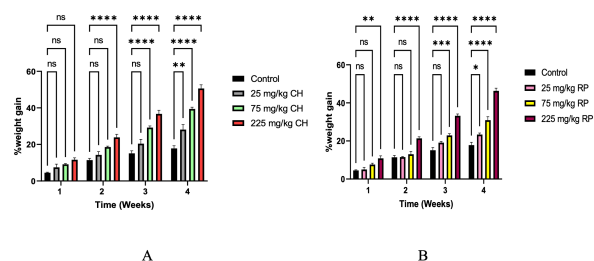 ns **** **** ****
ns ns **** ****
ns ns ns **
60
40
20
0
%weight gain
1 2 3 4
Time (Weeks)
Control
25 mg/kg CH
75 mg/kg CH
225 mg/kg CH
A
** **** **** ****
ns ns *** ****
ns ns ns *
60
40
20
0
%weight gain
1 2 3 4
Time (Weeks)
Control
25 mg/kg RP
75 mg/kg RP
225 mg/kg RP
B